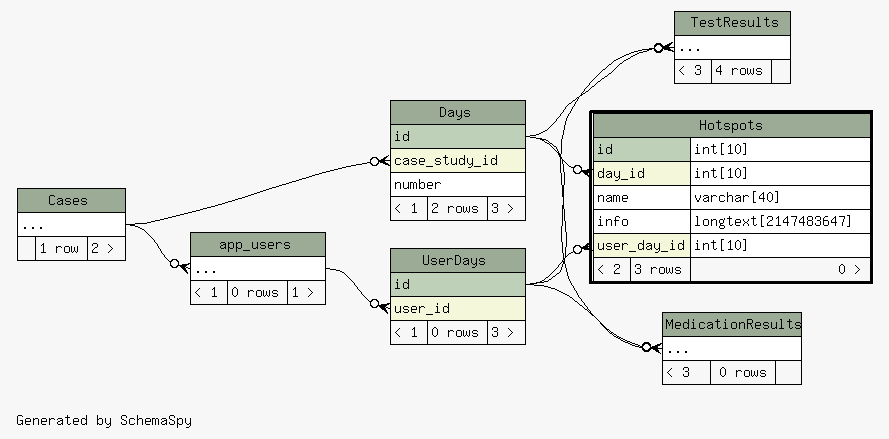 TestResults
...
< 3 4 rows
Days
id
case_study_id
number
< 1 2 rows 3 >
Hotspots
id int[10]
day_id int[10]
name varchar[40]
info longtext[2147483647]
user_day_id int[10]
< 2 3 rows 0 >
Cases
...
1 row 2 >
app_users
...
< 1 0 rows 1 >
UserDays
id
user_id
< 1 0 rows 3 >
MedicationResults
...
< 3 0 rows
Generated by SchemaSpy